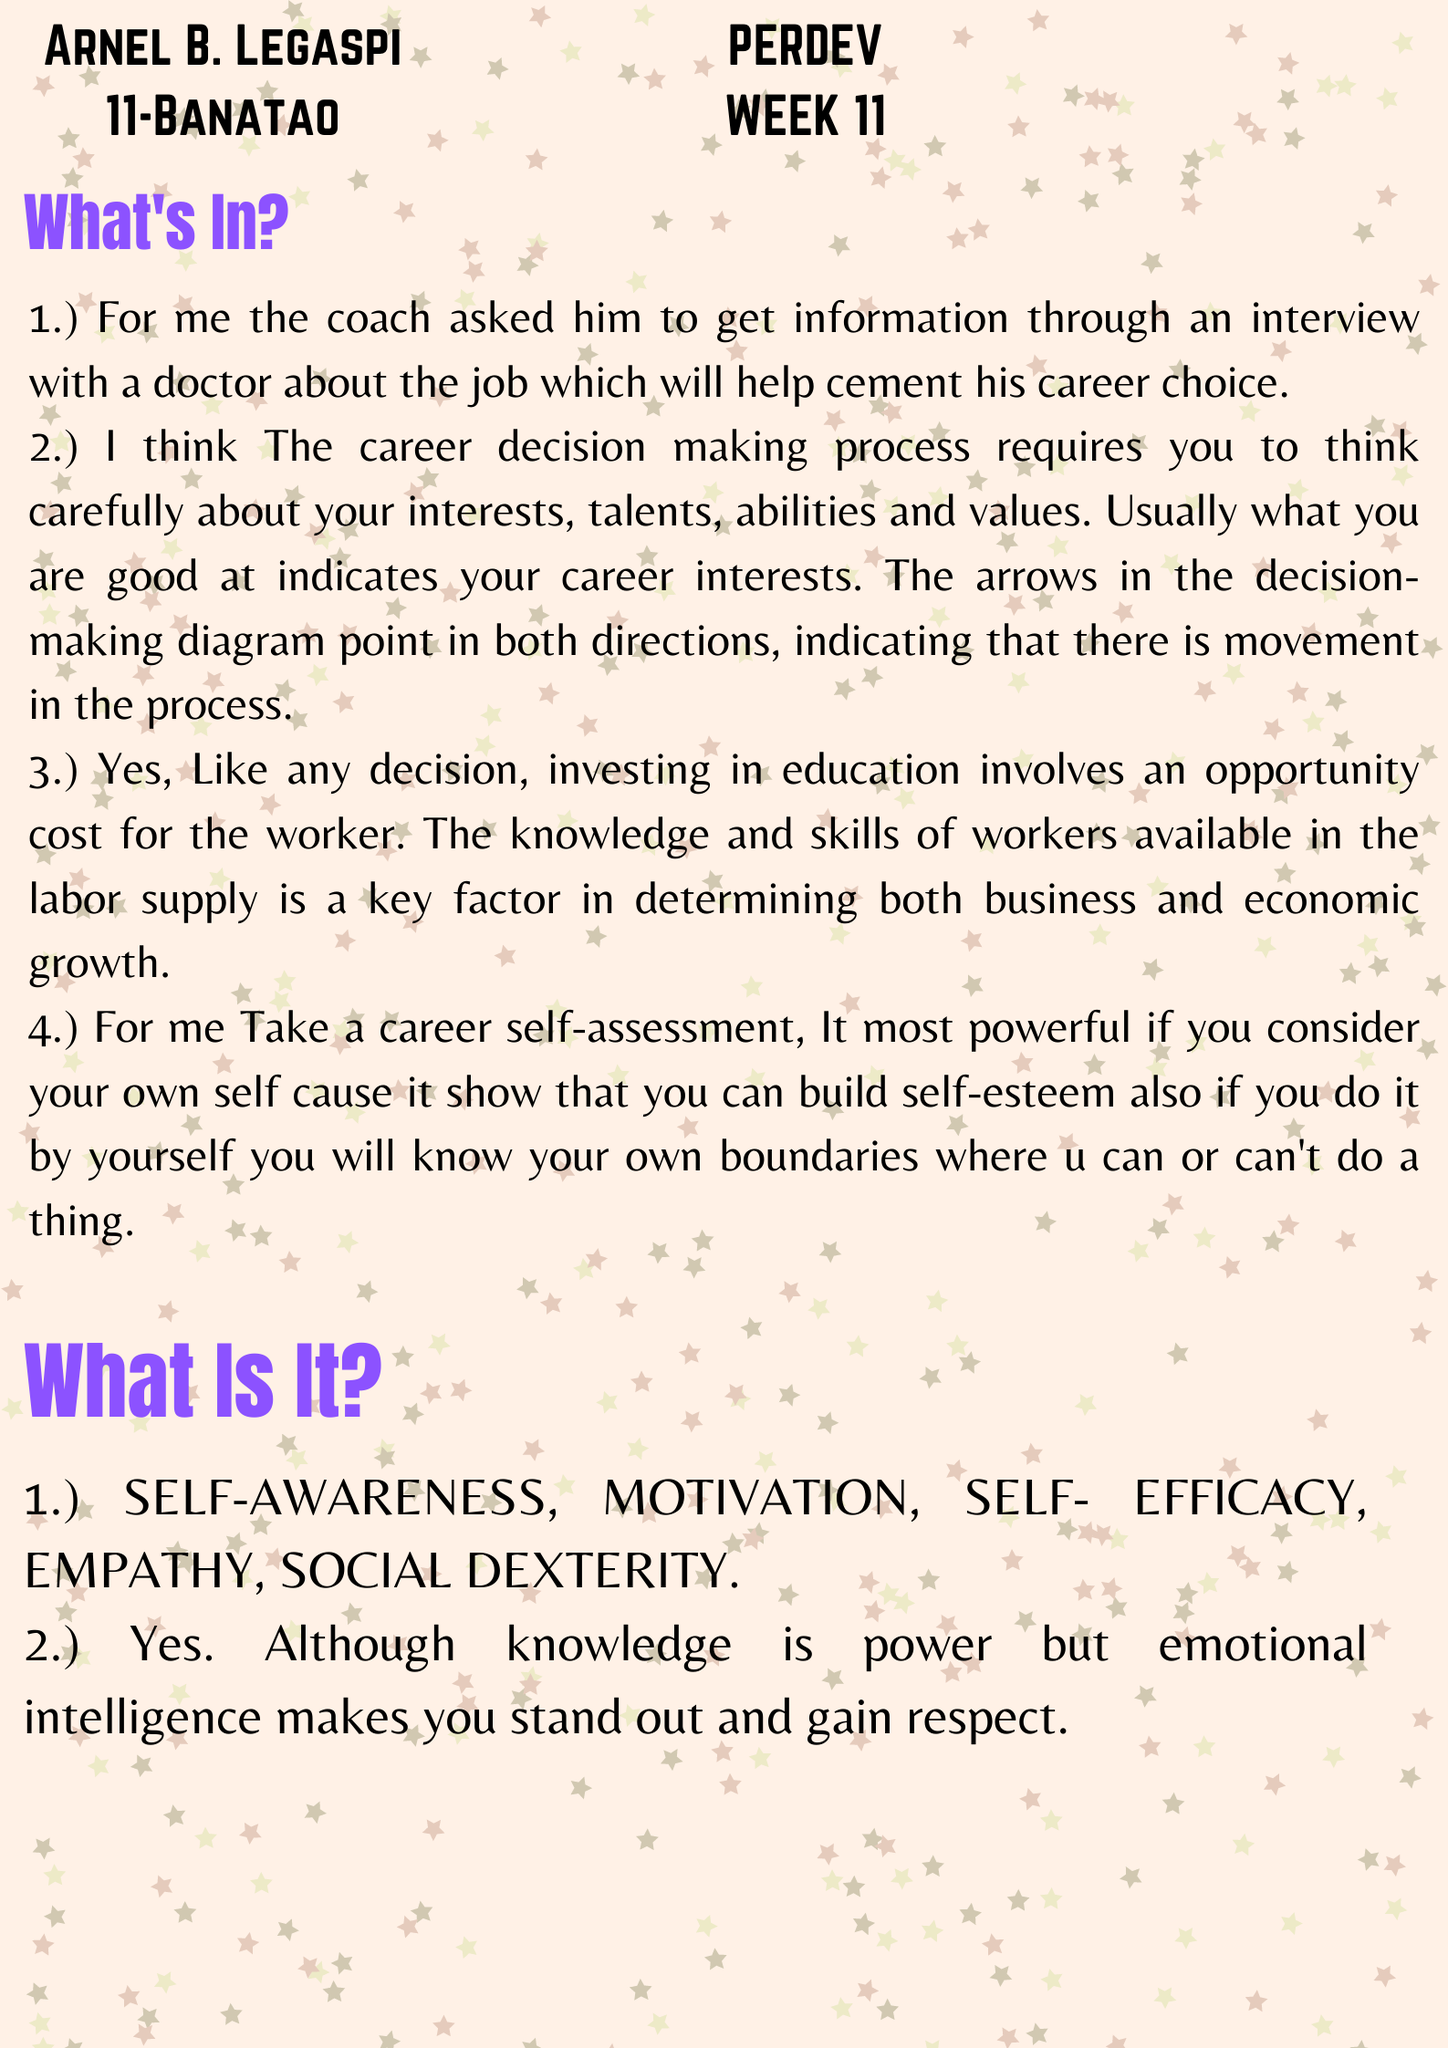 Arnel B. Legaspi
11-Banatao
PERDEV
WEEK 11
What's In?
1.) For me the coach asked him to get information through an interview
with a doctor about the job which will help cement his career choice.
2.) I think The career decision making process requires you to think
carefully about your interests, talents, abilities and values. Usually what you
are good at indicates your career interests. The arrows in the decision-
making diagram point in both directions, indicating that there is movement
in the process.
3.) Yes, Like any decision, investing in education involves an opportunity
cost for the worker. The knowledge and skills of workers available in the
labor supply is a key factor in determining both business and economic
growth.
4.) For me Take a career self-assessment, It most powerful if you consider
your own self cause it show that you can build self-esteem also if you do it
by yourself you will know your own boundaries where u can or can't do a
thing.
What Is It?
1.) SELF-AWARENESS, MOTIVATION, SELF- EFFICACY,
EMPATHY, SOCIAL DEXTERITY.
2.) Yes. Although knowledge is power but emotional
intelligence makes you stand out and gain respect.